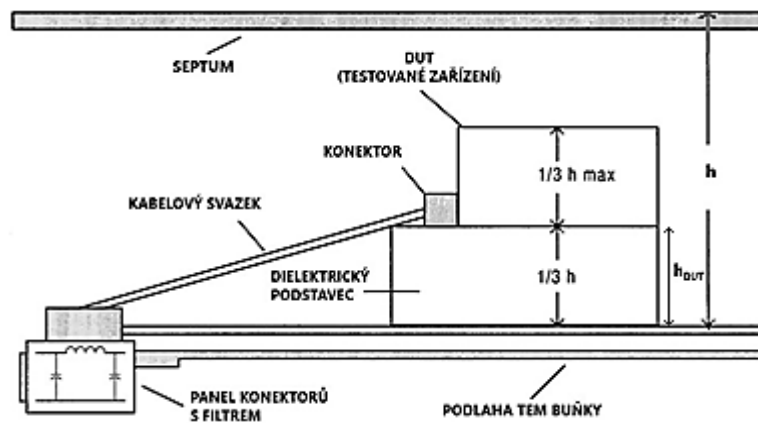 SEPTUM
DUT
(TESTOVANÉ ZAŘÍZENÍ)
KONEKTOR
1/3 h max
h
KABELOVÝ SVAZEK
DIELEKTRICKÝ
PODSTAVEC
1/3 h
hDUT
PANEL KONEKTORŮ
S FILTREM
PODLAHA TEM BUŇKY